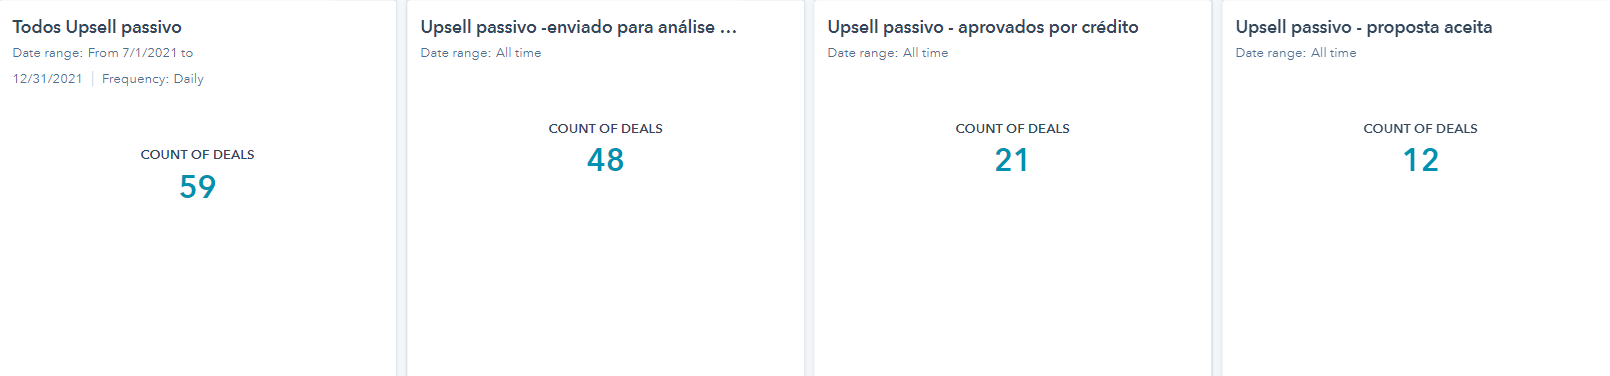 Todos Upsell passivo
Date range: From 7/1/2021 to
12/31/2021 | Frequency: Daily
COUNT OF DEALS
59
Upsell passivo -enviado para análise ...
Date range: All time
COUNT OF DEALS
48
Upsell passivo - aprovados por crédito
Date range: All time
COUNT OF DEALS
21
Upsell passivo - proposta aceita
Date range: All time
COUNT OF DEALS
12